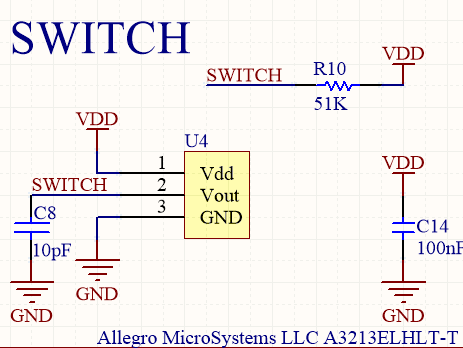 SWITCH
VDD
SWITCH
R10
51K
VDD
U4
1
Vdd
2
Vout
3
GND
SWITCH
C8
10pF
GND
GND
VDD
C14
100nF
GND
Allegro MicroSystems LLC A3213ELHLT-T